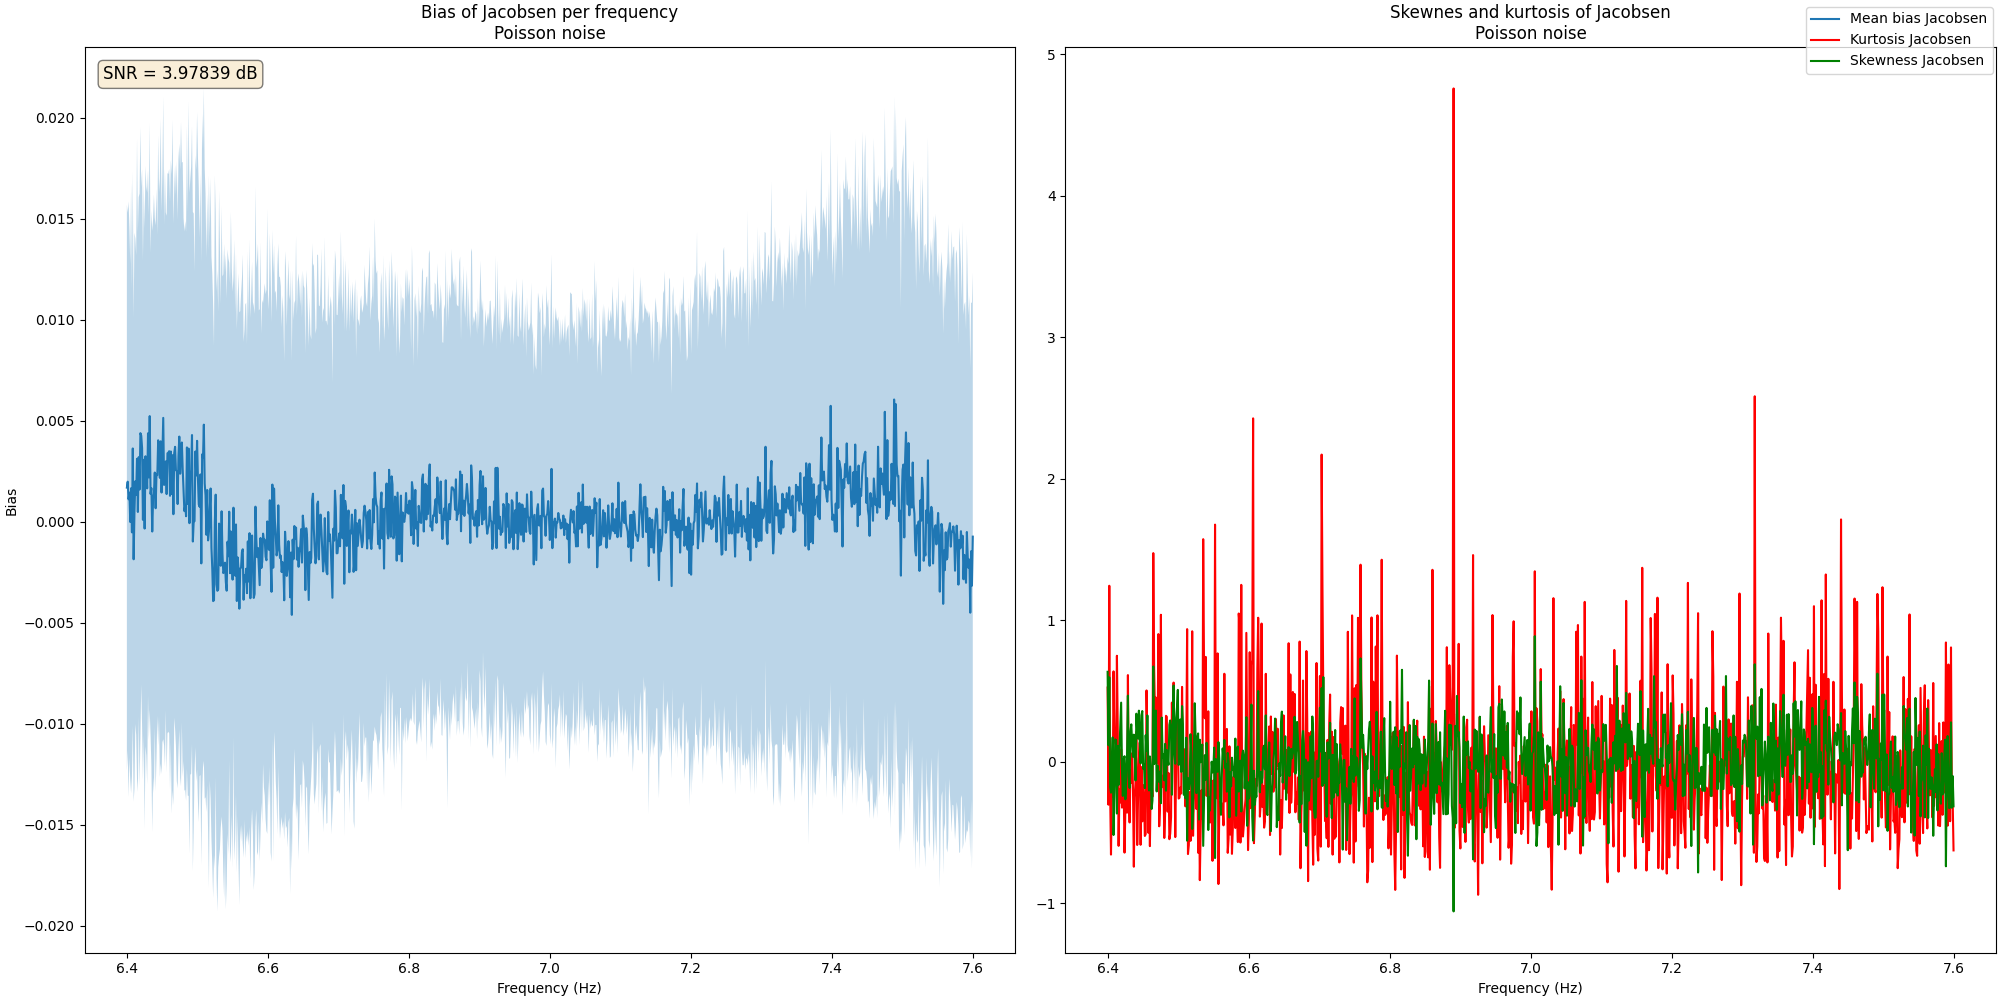 Bias of Jacobsen per frequency
Poisson noise
SNR = 3.97839 dB
0.020
0.015
0.010
0.005
0.000
−0.005
−0.010
−0.015
−0.020
Bias
6.4 6.6 6.8 7.0 7.2 7.4 7.6
Frequency (Hz)
Skewnes and kurtosis of Jacobsen
Poisson noise
Mean bias Jacobsen
Kurtosis Jacobsen
Skewness Jacobsen
5
4
3
2
1
0
−1
6.4 6.6 6.8 7.0 7.2 7.4 7.6
Frequency (Hz)